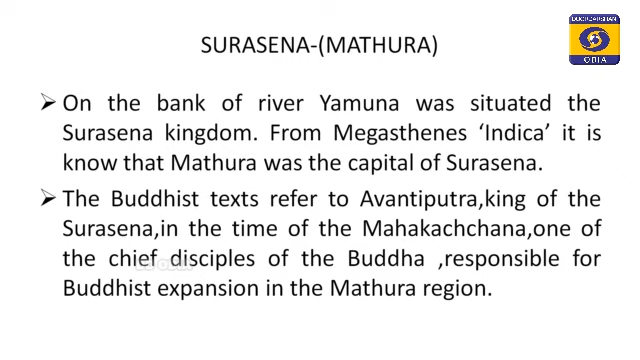 DOORDARSHAN
ODIA
SURASENA-(MATHURA)
➢ On the bank of river Yamuna was situated the
Surasena kingdom. From Megasthenes ‘Indica’ it is
know that Mathura was the capital of Surasena.
➢ The Buddhist texts refer to Avantiputra,king of the
Surasena,in the time of the Mahakachchana,one of
the chief disciples of the Buddha ,responsible for
Buddhist expansion in the Mathura region.